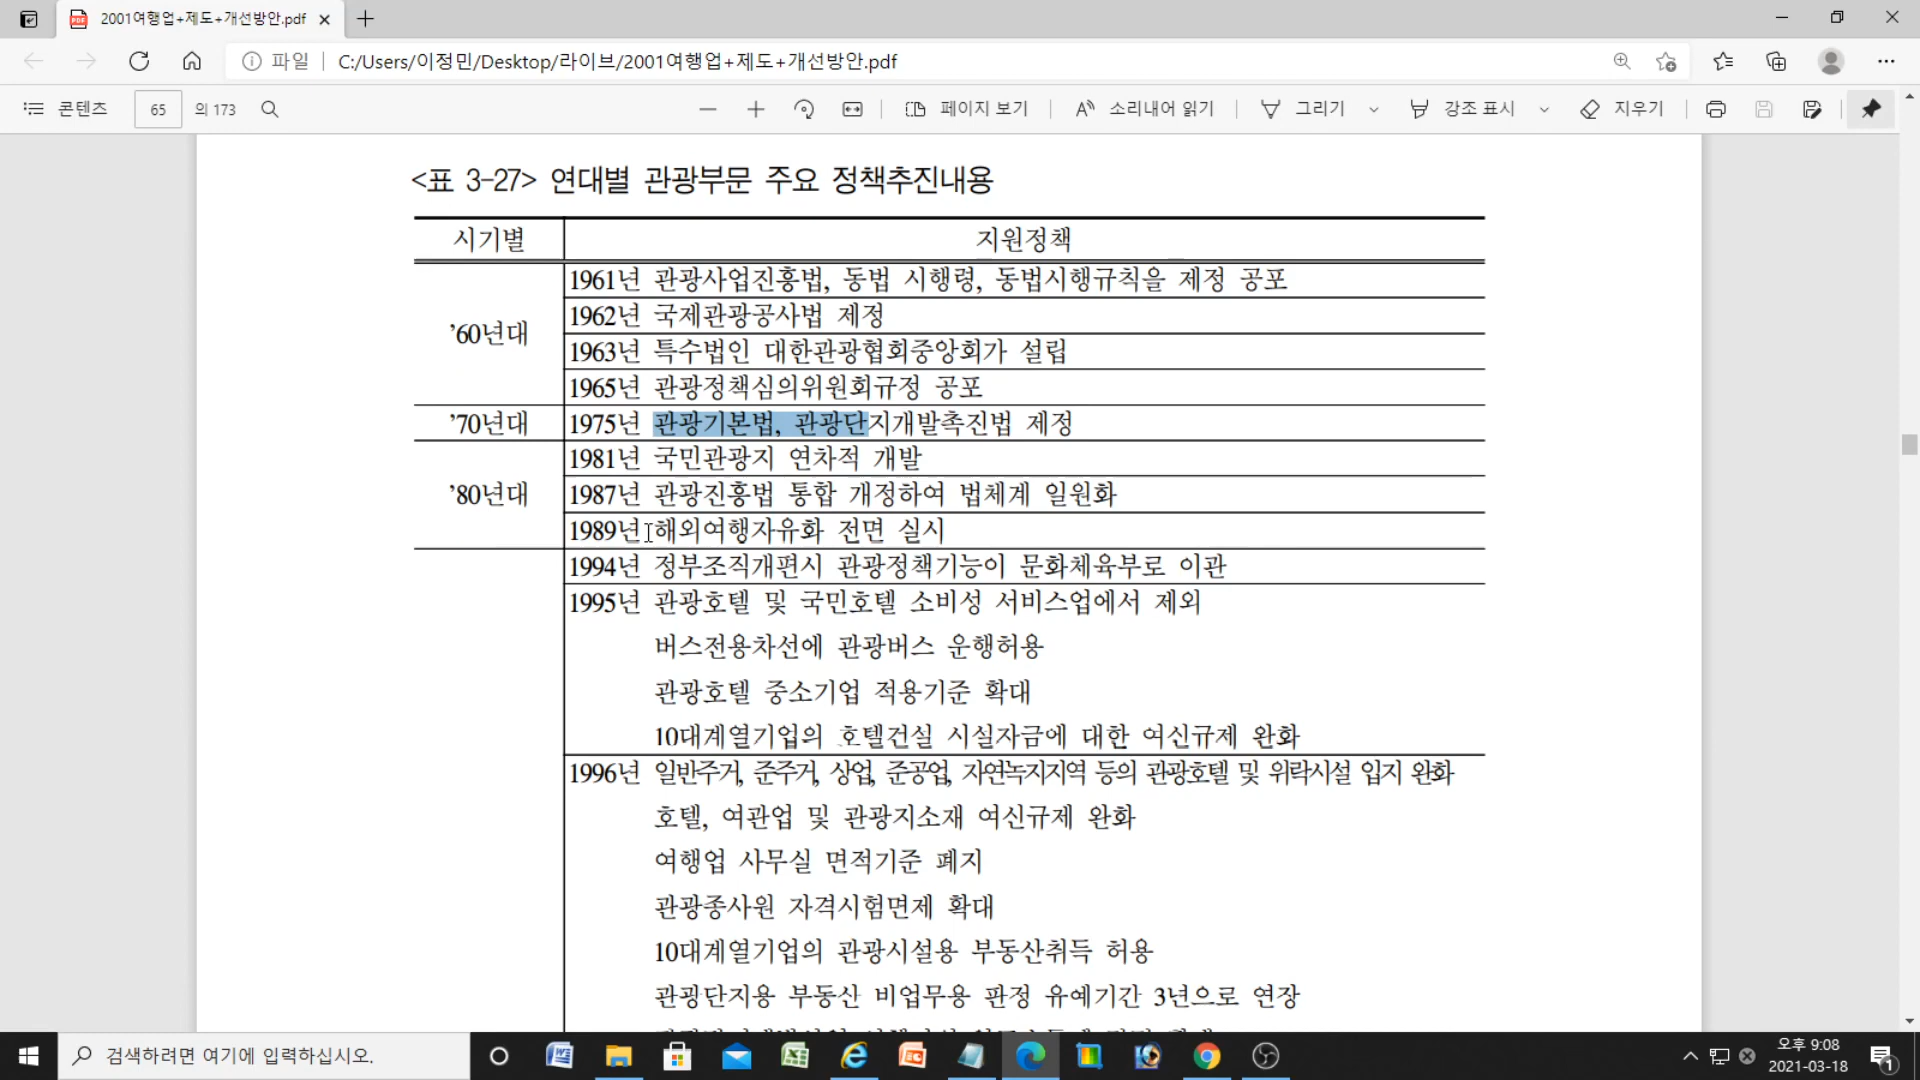 2001여행업+제도+개선방안.pdf
파일
C:/Users/이정민/Desktop/라이브/2001여행업+제도+개선방안.pdf
콘텐츠
65
의 173
페이지 보기
소리내어 읽기
그리기
강조 표시
지우기
<표 3-27> 연대별 관광부문 주요 정책추진내용
시기별
지원정책
'60년대
1961년 관광사업진흥법, 동법 시행령, 동법시행규칙을 제정 공포
1962년 국제관광공사법 제정
1963년 특수법인 대한관광협회중앙회가 설립
1965년 관광정책심의위원회규정 공포
'70년대
1975년 관광기본법, 관광단지개발촉진법 제정
'80년대
1981년 국민관광지 연차적 개발
1987년 관광진흥법 통합 개정하여 법체계 일원화
1989년 해외여행자유화 전면 실시
1994년 정부조직개편시 관광정책기능이 문화체육부로 이관
1995년 관광호텔 및 국민호텔 소비성 서비스업에서 제외
버스전용차선에 관광버스 운행허용
관광호텔 중소기업 적용기준 확대
10대계열기업의 호텔건실 시실자금에 대한 여신규제 완화
1996년 일반주거, 준주거, 상업, 준공업, 자연녹지지역 등의 관광호텔 및 위락시설 입지 완화
호텔, 여관업 및 관광지소재 여신규제 완화
여행업 사무실 면적기준 폐지
관광종사원 자격시험면제 확대
10대계열기업의 관광시설용 부동산취득 허용
관광단지용 부동산 비업무용 판정 유예기간 3년으로 연장
검색하려면 여기에 입력하십시오.
오후 9:08
2021-03-18
1